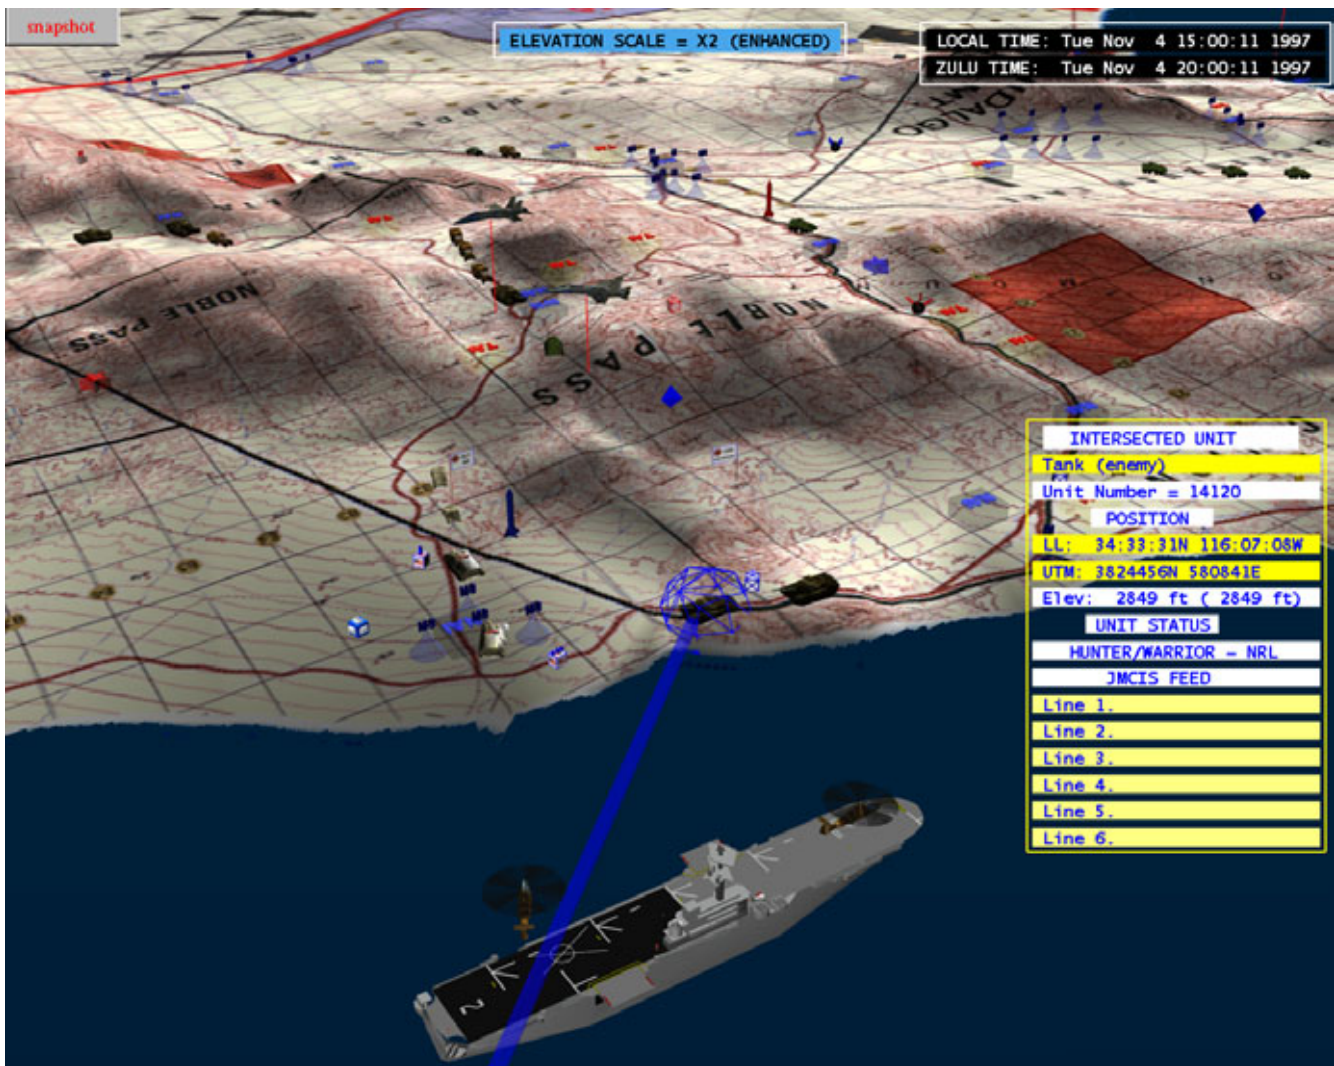 snapshot
ELEVATION SCALE = X2 (ENHANCED)
LOCAL TIME: Tue Nov 4 15:00:11 1997
ZULU TIME: Tue Nov 4 20:00:11 1997
NOBLE PASS
NOBLE PASS
INTERSECTED UNIT
Tank (enemy)
Unit Number = 14120
POSITION
LL: 34:33:31N 116:07:08W
UTM: 3824456N 580841E
Elev: 2849 ft ( 2849 ft)
UNIT STATUS
HUNTER/WARRIOR – NRL
JMCIS FEED
Line 1.
Line 2.
Line 3.
Line 4.
Line 5.
Line 6.
2